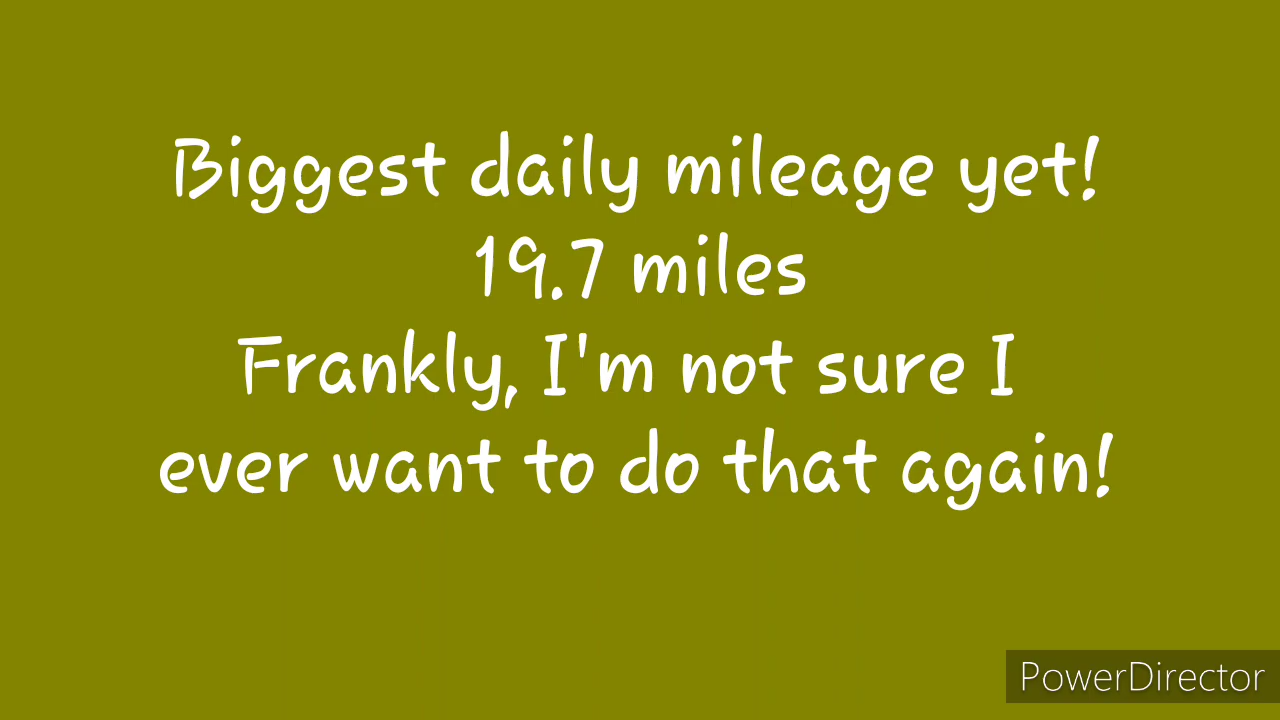 Biggest daily mileage yet!
19.7 miles
Frankly, I'm not sure I
ever want to do that again!
PowerDirector